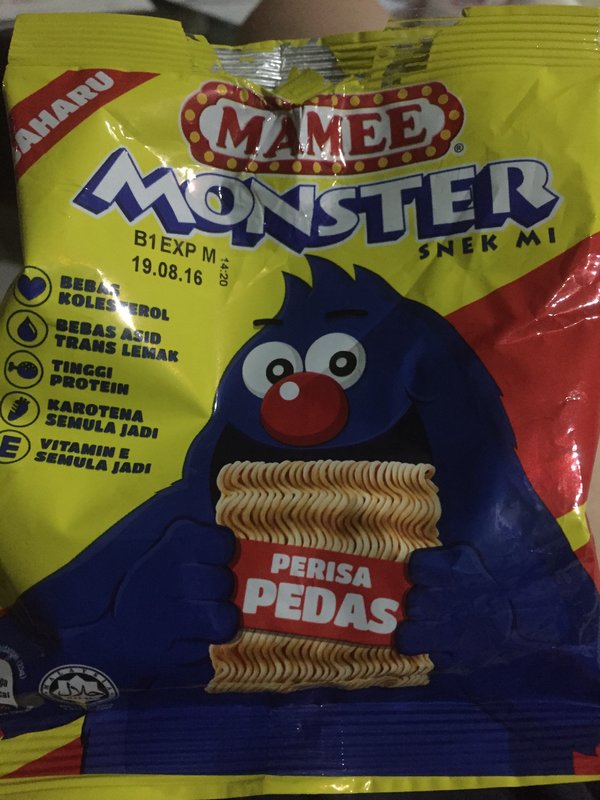 BAHARU
MAMEE
®
MONSTER
SNEK MI
B1 EXP M
19.08.16
14:20
BEBAS
KOLESTEROL
BEBAS ASID
TRANS LEMAK
TINGGI
PROTEIN
KAROTENA
SEMULA JADI
E
VITAMIN E
SEMULA JADI
PERISA
PEDAS